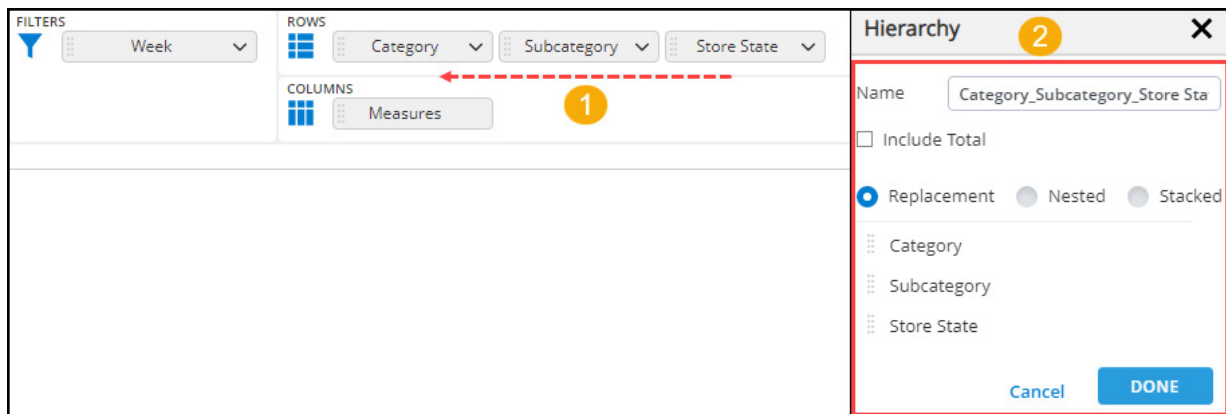 FILTERS
Week
ROWS
Category Subcategory Store State
1
COLUMNS
Measures
Hierarchy 2
Name Category_Subcategory_Store Sta
Include Total
Replacement Nested Stacked
Category
Subcategory
Store State
Cancel DONE